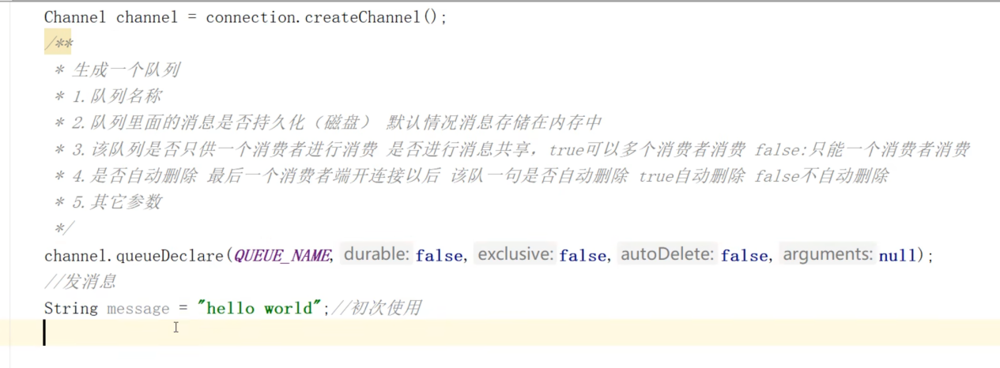 Channel channel = connection.createChannel();
/**
* 生成一个队列
* 1.队列名称
* 2.队列里面的消息是否持久化（磁盘） 默认情况消息存储在内存中
* 3.该队列是否只供一个消费者进行消费 是否进行消息共享，true可以多个消费者消费 false:只能一个消费者消费
* 4.是否自动删除 最后一个消费者端开连接以后 该队一句是否自动删除 true自动删除 false不自动删除
* 5.其它参数
*/
channel.queueDeclare(QUEUE_NAME, durable: false, exclusive: false, autoDelete: false, arguments: null);
//发消息
String message = "hello world";//初次使用